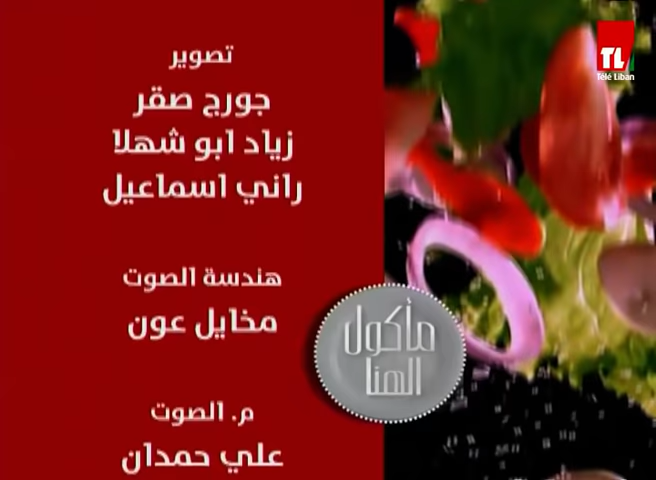 تصوير
جورج صقر
زياد ابو شهلا
راني اسماعيل
هندسة الصوت
مخايل عون
م. الصوت
علي حمدان
مأكول
الهنا
TL
Télé Liban